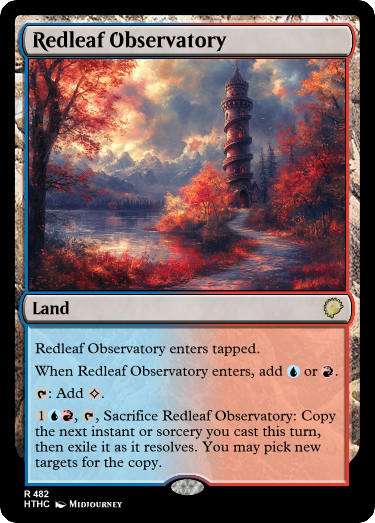 Redleaf Observatory
Land
Redleaf Observatory enters tapped.
When Redleaf Observatory enters, add or .
: Add .
1 , , Sacrifice Redleaf Observatory: Copy
the next instant or sorcery you cast this turn,
then exile it as it resolves. You may pick new
targets for the copy.
R 482
HTHC Midjourney